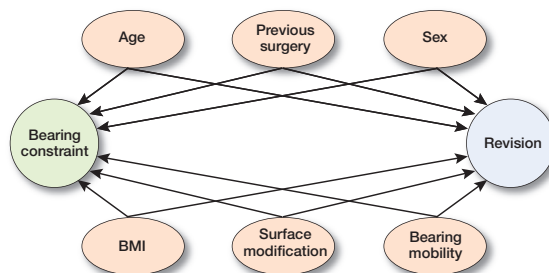 Age
Previous
surgery
Sex
Bearing
constraint
Revision
BMI
Surface
modification
Bearing
mobility